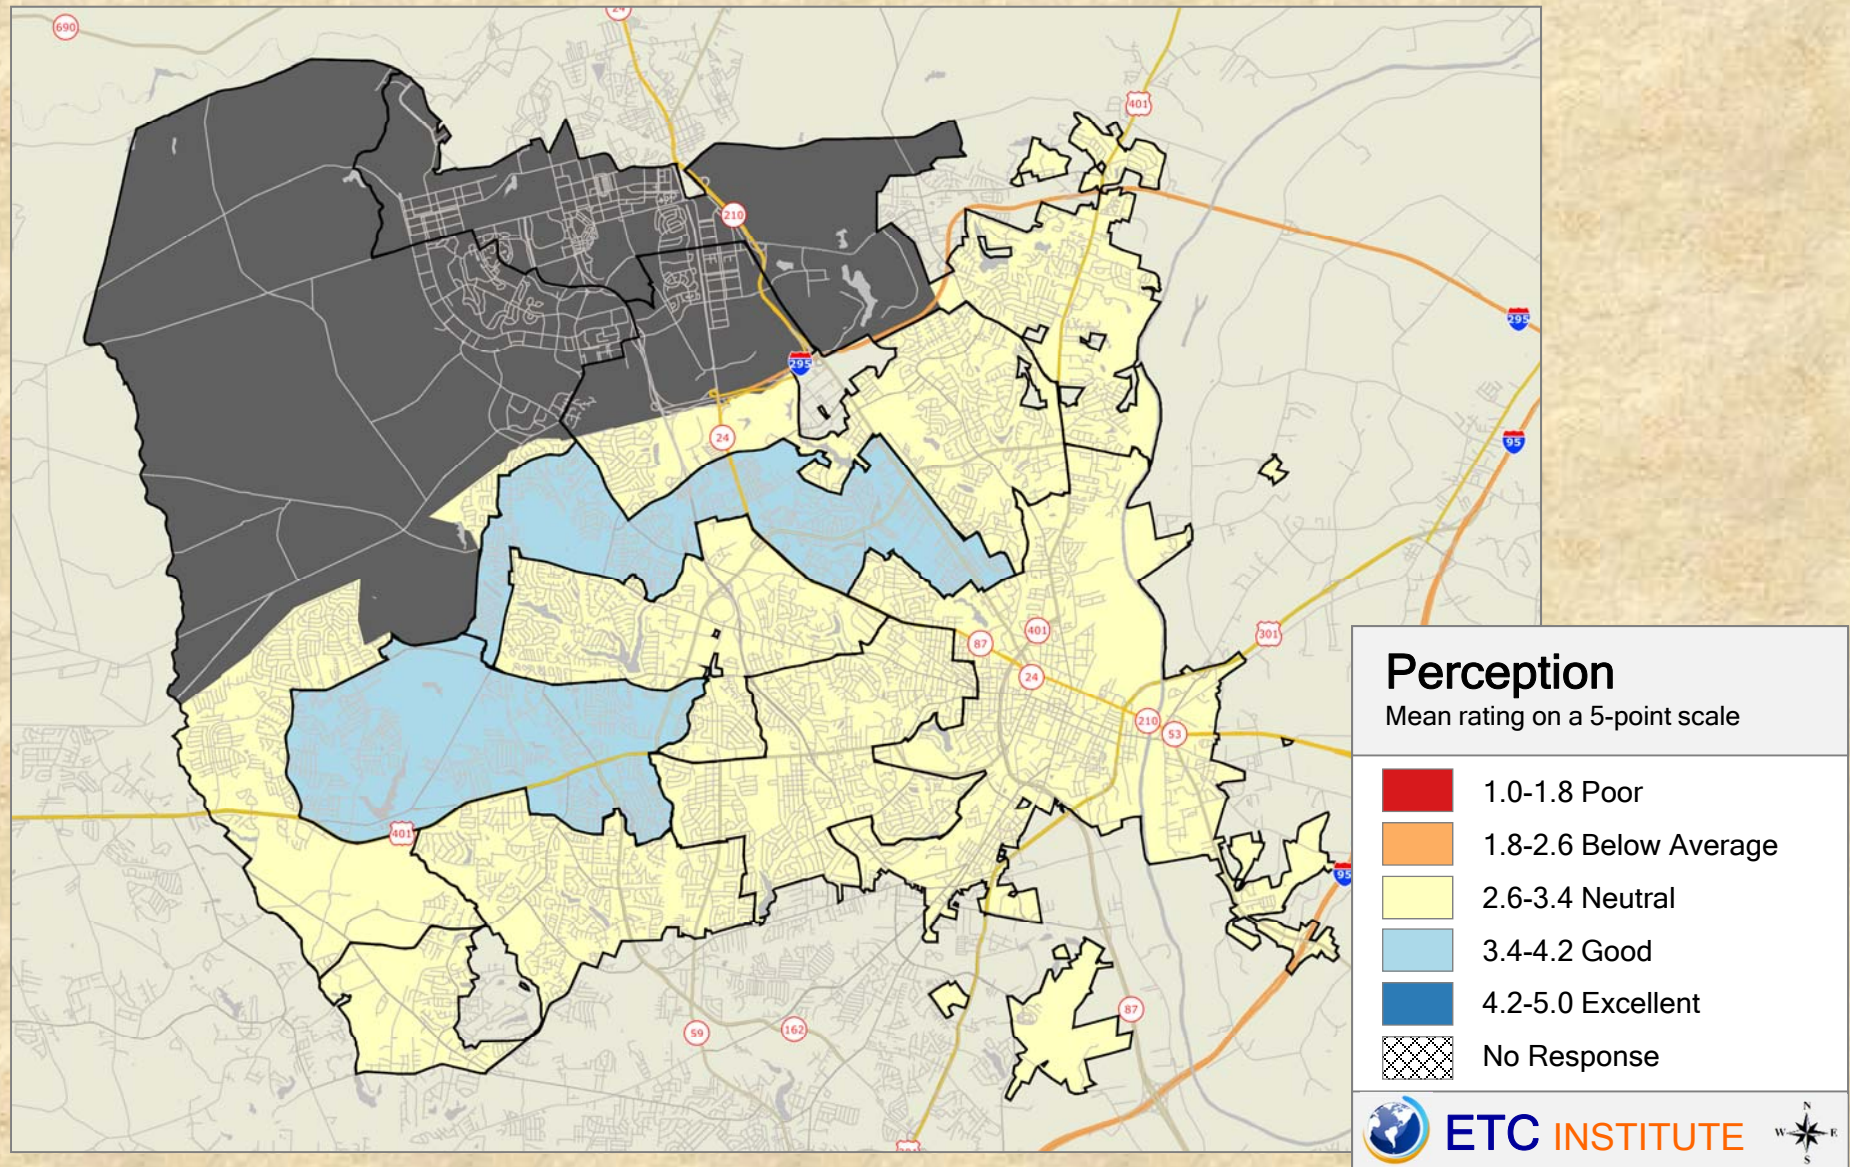 24
690
401
210
295
295
24
95
87
401
301
24
210
53
401
95
87
59
162
Perception
Mean rating on a 5-point scale
1.0-1.8 Poor
1.8-2.6 Below Average
2.6-3.4 Neutral
3.4-4.2 Good
4.2-5.0 Excellent
No Response
ETC INSTITUTE
N
W E
S